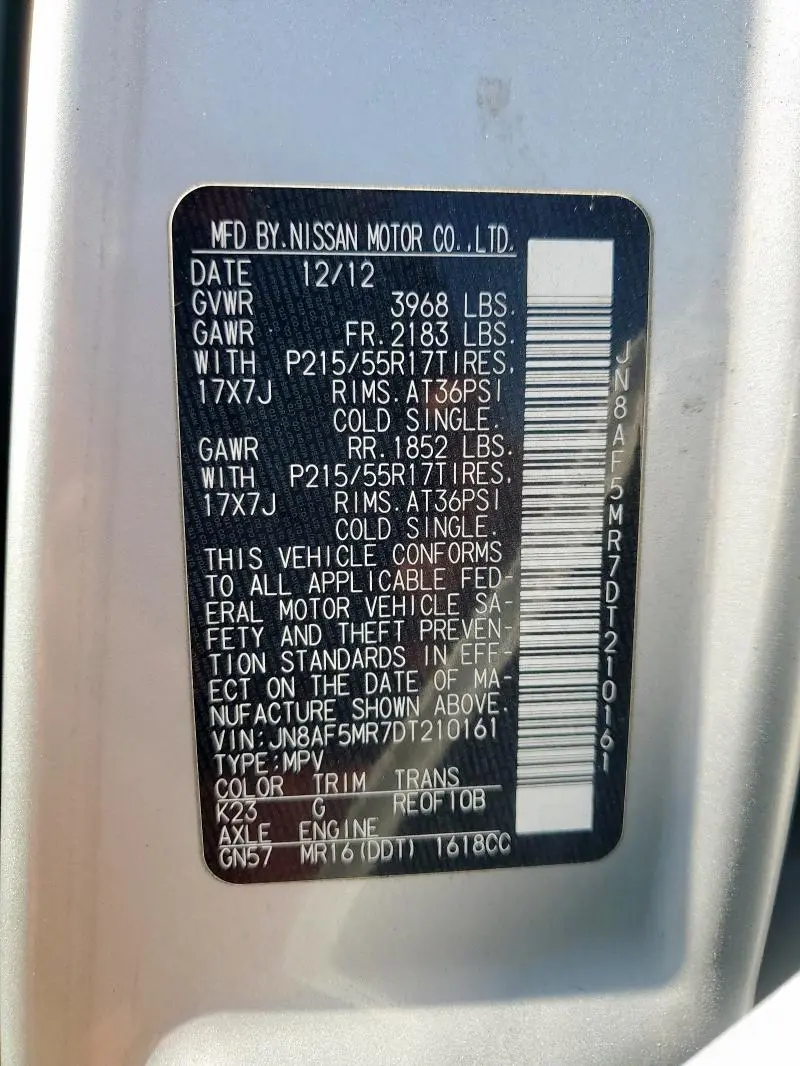 MFD BY.NISSAN MOTOR CO.,LTD.
DATE 12/12
GVWR 3968 LBS.
GAWR FR.2183 LBS.
WITH P215/55R17TIRES,
17X7J RIMS.AT36PSI
COLD SINGLE.
GAWR RR.1852 LBS.
WITH P215/55R17TIRES,
17X7J RIMS.AT36PSI
COLD SINGLE.
THIS VEHICLE CONFORMS
TO ALL APPLICABLE FED-
ERAL MOTOR VEHICLE SA-
FETY AND THEFT PREVEN-
TION STANDARDS IN EFF-
ECT ON THE DATE OF MA-
NUFACTURE SHOWN ABOVE.
VIN:JN8AF5MR7DT210161
TYPE:MPV
COLOR TRIM TRANS
K23 G RE0F10B
AXLE ENGINE
GN57 MR16(DDT) 1618CC
JN8AF5MR7DT210161